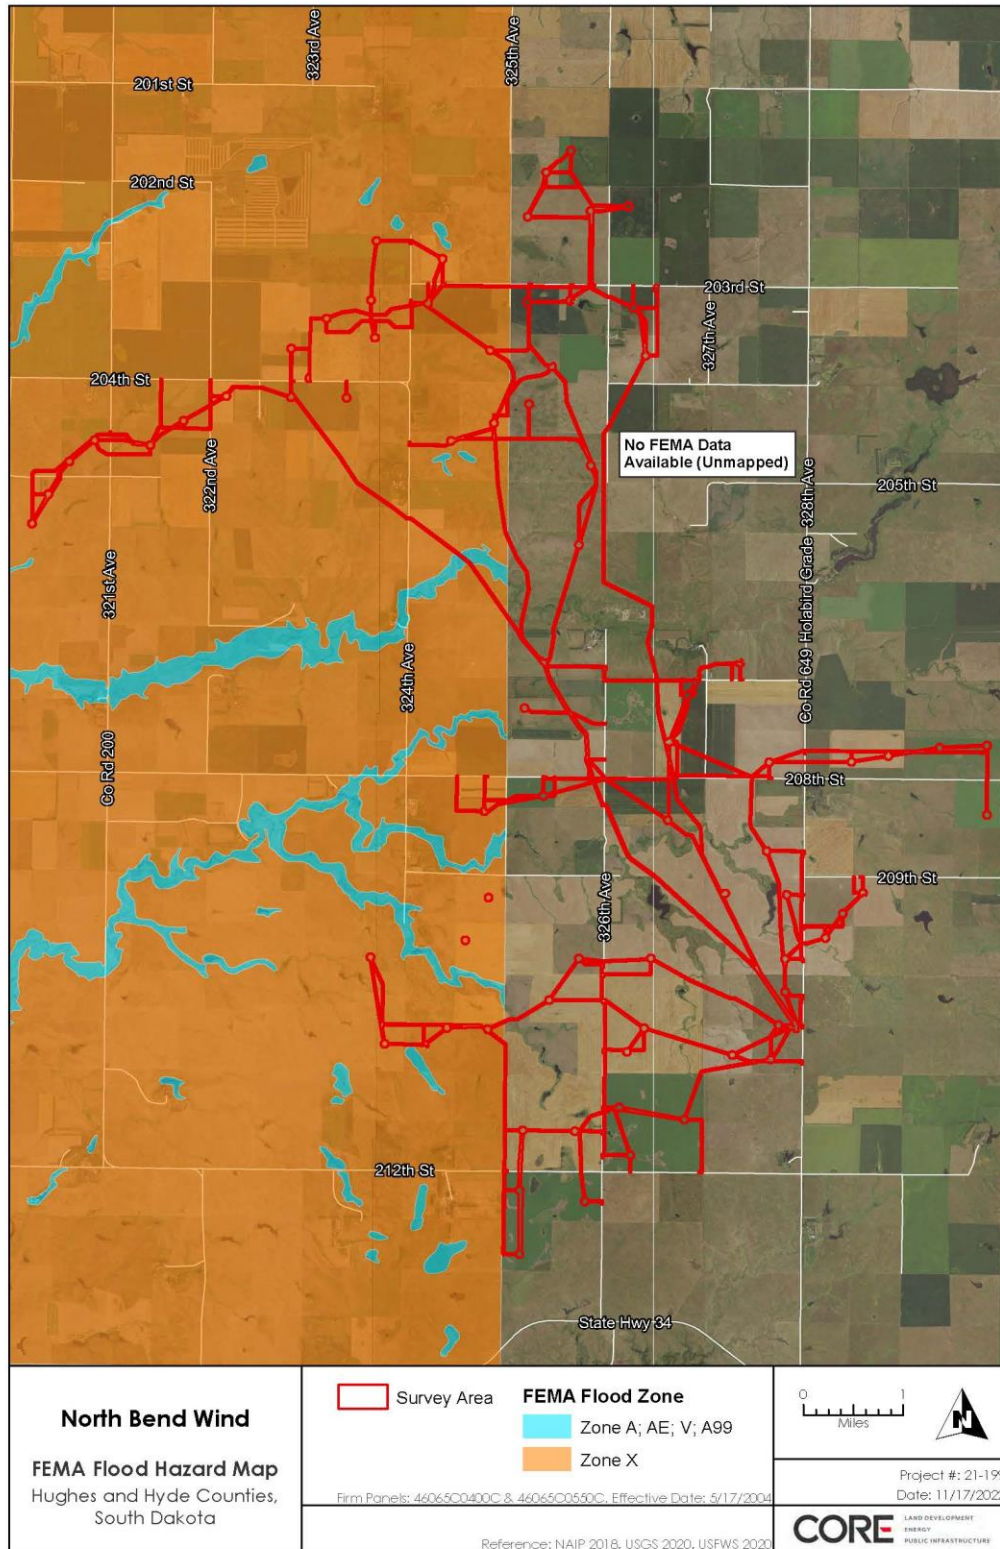 323rd Ave
325th Ave
201st St
202nd St
203rd St
327th Ave
204th St
No FEMA Data
Available (Unmapped)
322nd Ave
205th St
Co Rd 649 Holabird Grade 328th Ave
321st Ave
324th Ave
Co Rd 200
208th St
209th St
326th Ave
212th St
State Hwy 34
North Bend Wind
FEMA Flood Hazard Map
Hughes and Hyde Counties,
South Dakota
Survey Area
FEMA Flood Zone
Zone A; AE; V; A99
Zone X
Firm Panels: 46065C0400C & 46065C0550C, Effective Date: 5/17/2004
Reference: NAIP 2018, USGS 2020, USFWS 2020
0 1
Miles
N
Project #: 21-199
Date: 11/17/2022
CORE
LAND DEVELOPMENT
ENERGY
PUBLIC INFRASTRUCTURE